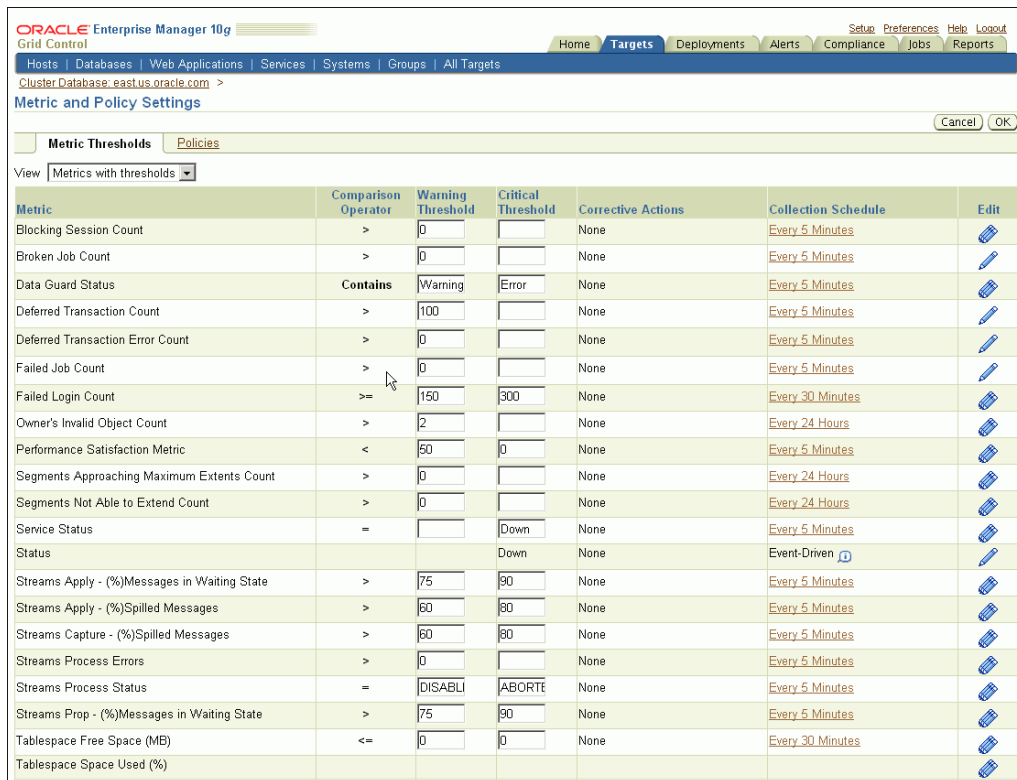 ORACLE Enterprise Manager 10g
Grid Control
Setup Preferences Help Logout
Home Targets Deployments Alerts Compliance Jobs Reports
Hosts | Databases | Web Applications | Services | Systems | Groups | All Targets
Cluster Database: east.us.oracle.com >
Metric and Policy Settings
Cancel OK
Metric Thresholds Policies
View Metrics with thresholds
Metric Comparison Operator Warning Threshold Critical Threshold Corrective Actions Collection Schedule Edit
Blocking Session Count > 0 None Every 5 Minutes
Broken Job Count > 0 None Every 5 Minutes
Data Guard Status Contains Warning Error None Every 5 Minutes
Deferred Transaction Count > 100 None Every 5 Minutes
Deferred Transaction Error Count > 0 None Every 5 Minutes
Failed Job Count > 0 None Every 5 Minutes
Failed Login Count >= 150 300 None Every 30 Minutes
Owner's Invalid Object Count > 2 None Every 24 Hours
Performance Satisfaction Metric < 50 0 None Every 5 Minutes
Segments Approaching Maximum Extents Count > 0 None Every 24 Hours
Segments Not Able to Extend Count > 0 None Every 24 Hours
Service Status = Down None Every 5 Minutes
Status Down None Event-Driven i
Streams Apply - (%)Messages in Waiting State > 75 90 None Every 5 Minutes
Streams Apply - (%)Spilled Messages > 60 80 None Every 5 Minutes
Streams Capture - (%)Spilled Messages > 60 80 None Every 5 Minutes
Streams Process Errors > 0 None Every 5 Minutes
Streams Process Status = DISABL ABORTE None Every 5 Minutes
Streams Prop - (%)Messages in Waiting State > 75 90 None Every 5 Minutes
Tablespace Free Space (MB) <= 0 0 None Every 30 Minutes
Tablespace Space Used (%)